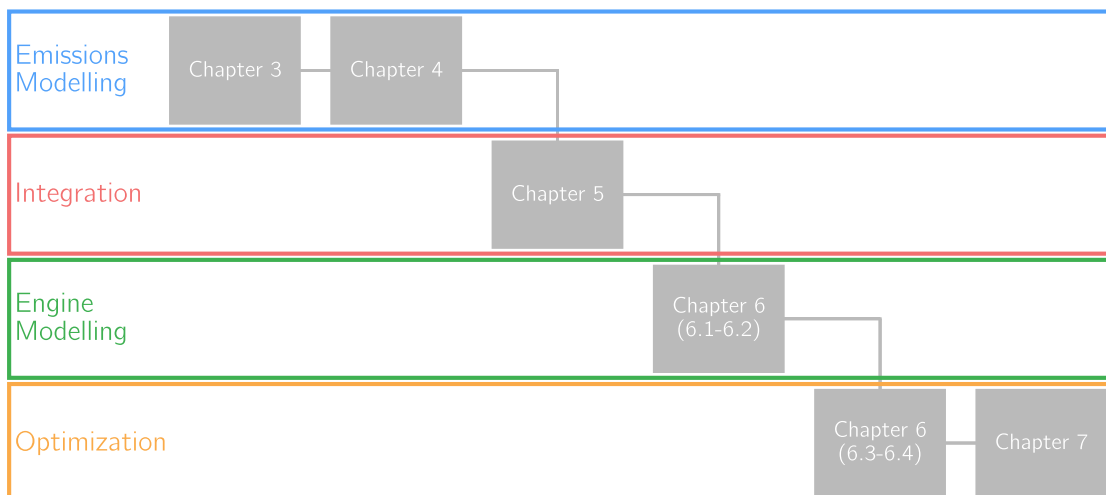 Emissions
Modelling
Chapter 3
Chapter 4
Integration
Chapter 5
Engine
Modelling
Chapter 6
(6.1-6.2)
Optimization
Chapter 6
(6.3-6.4)
Chapter 7